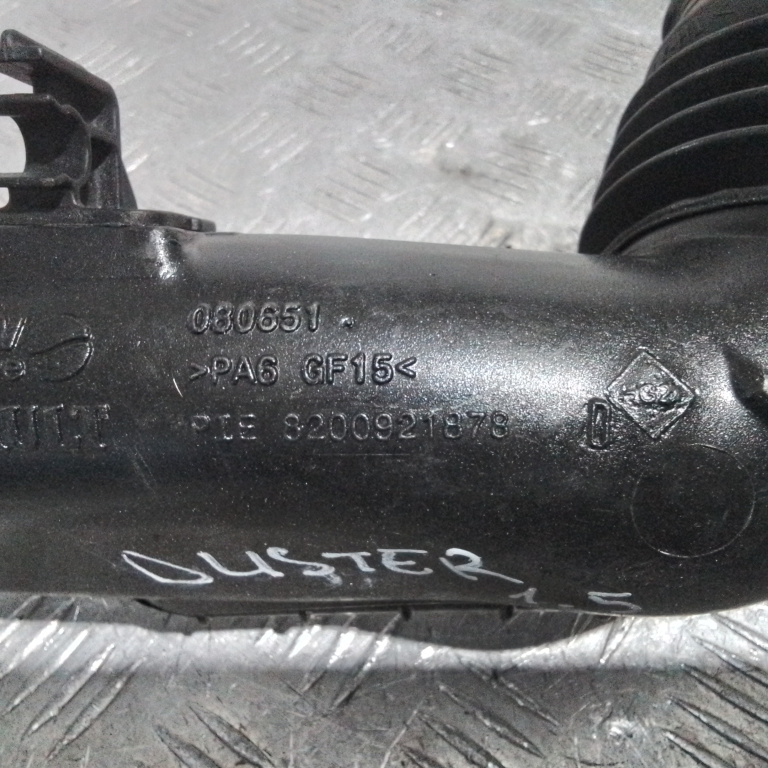 080651
>PA6 GF15<
PIE 8200921878
D
DUSTER
1.5